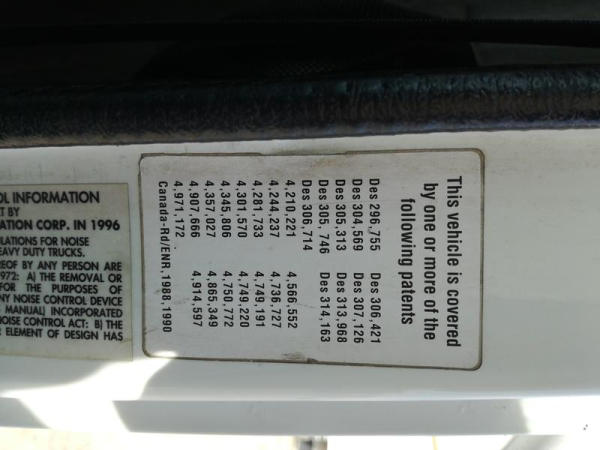 This vehicle is covered
by one or more of the
following patents
Des 296,755 Des 306,421
Des 304,569 Des 307,126
Des 305,313 Des 313,968
Des 305,746 Des 314,163
Des 306,714
4,210,221 4,566,552
4,244,237 4,736,727
4,281,733 4,749,191
4,301,570 4,749,220
4,345,806 4,750,772
4,357,027 4,865,349
4,907,666 4,914,597
4,971,172
Canada-Rd/ENR,1988,1990
OL INFORMATION
T BY
ATION CORP. IN 1996
ULATIONS FOR NOISE
EAVY DUTY TRUCKS.
REOF BY ANY PERSON ARE
972: A) THE REMOVAL OR
FOR THE PURPOSES OF
NY NOISE CONTROL DEVICE
MANUAL) INCORPORATED
OISE CONTROL ACT: B) THE
ELEMENT OF DESIGN HAS